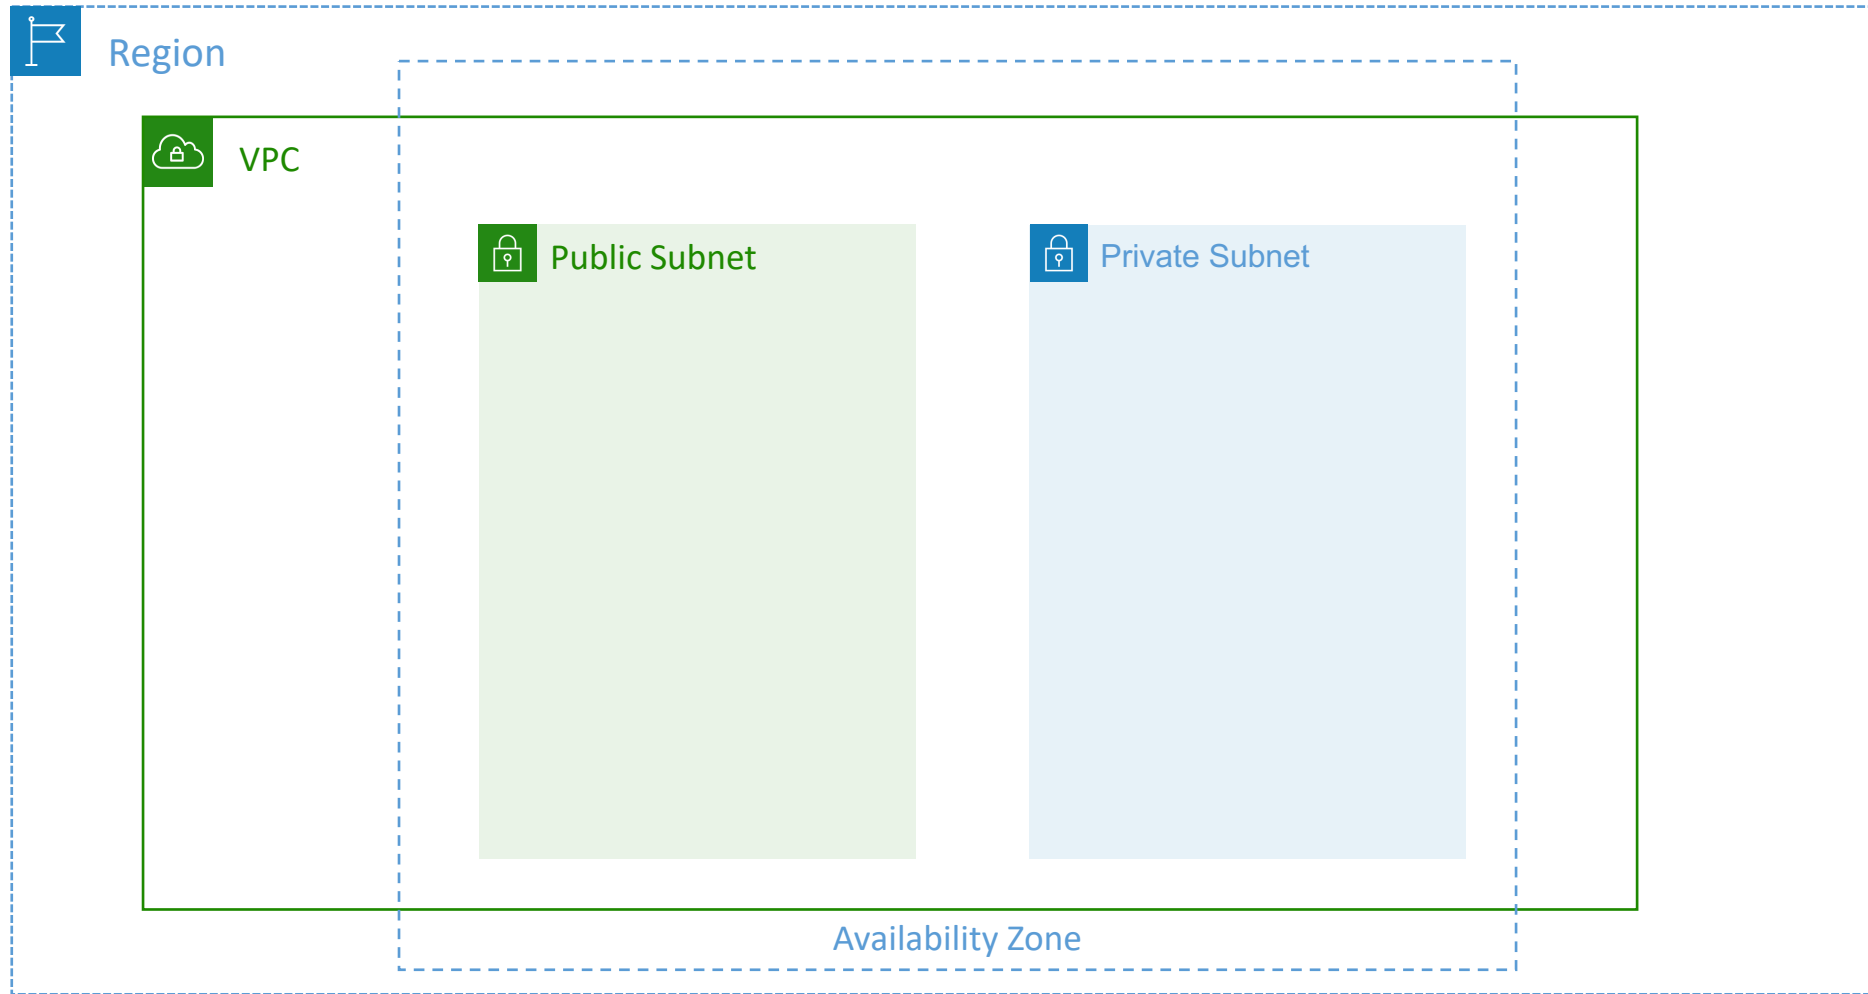 Region
VPC
Public Subnet
Private Subnet
Availability Zone